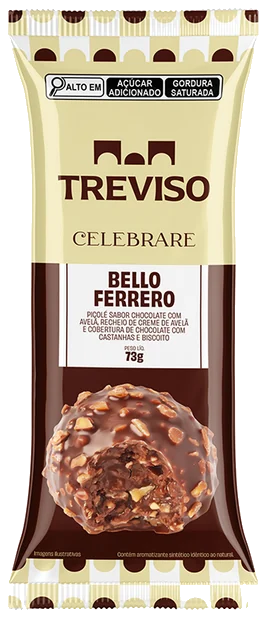 ALTO EM
AÇÚCAR ADICIONADO
GORDURA SATURADA
TREVISO
CELEBRARE
BELLO
FERRERO
PICOLÉ SABOR CHOCOLATE COM
AVELÃ, RECHEIO DE CREME DE AVELÃ
E COBERTURA DE CHOCOLATE COM
CASTANHAS E BISCOITO
PESO LÍQ.
73g
Imagens Ilustrativas
Contém aromatizante sintético idêntico ao natural